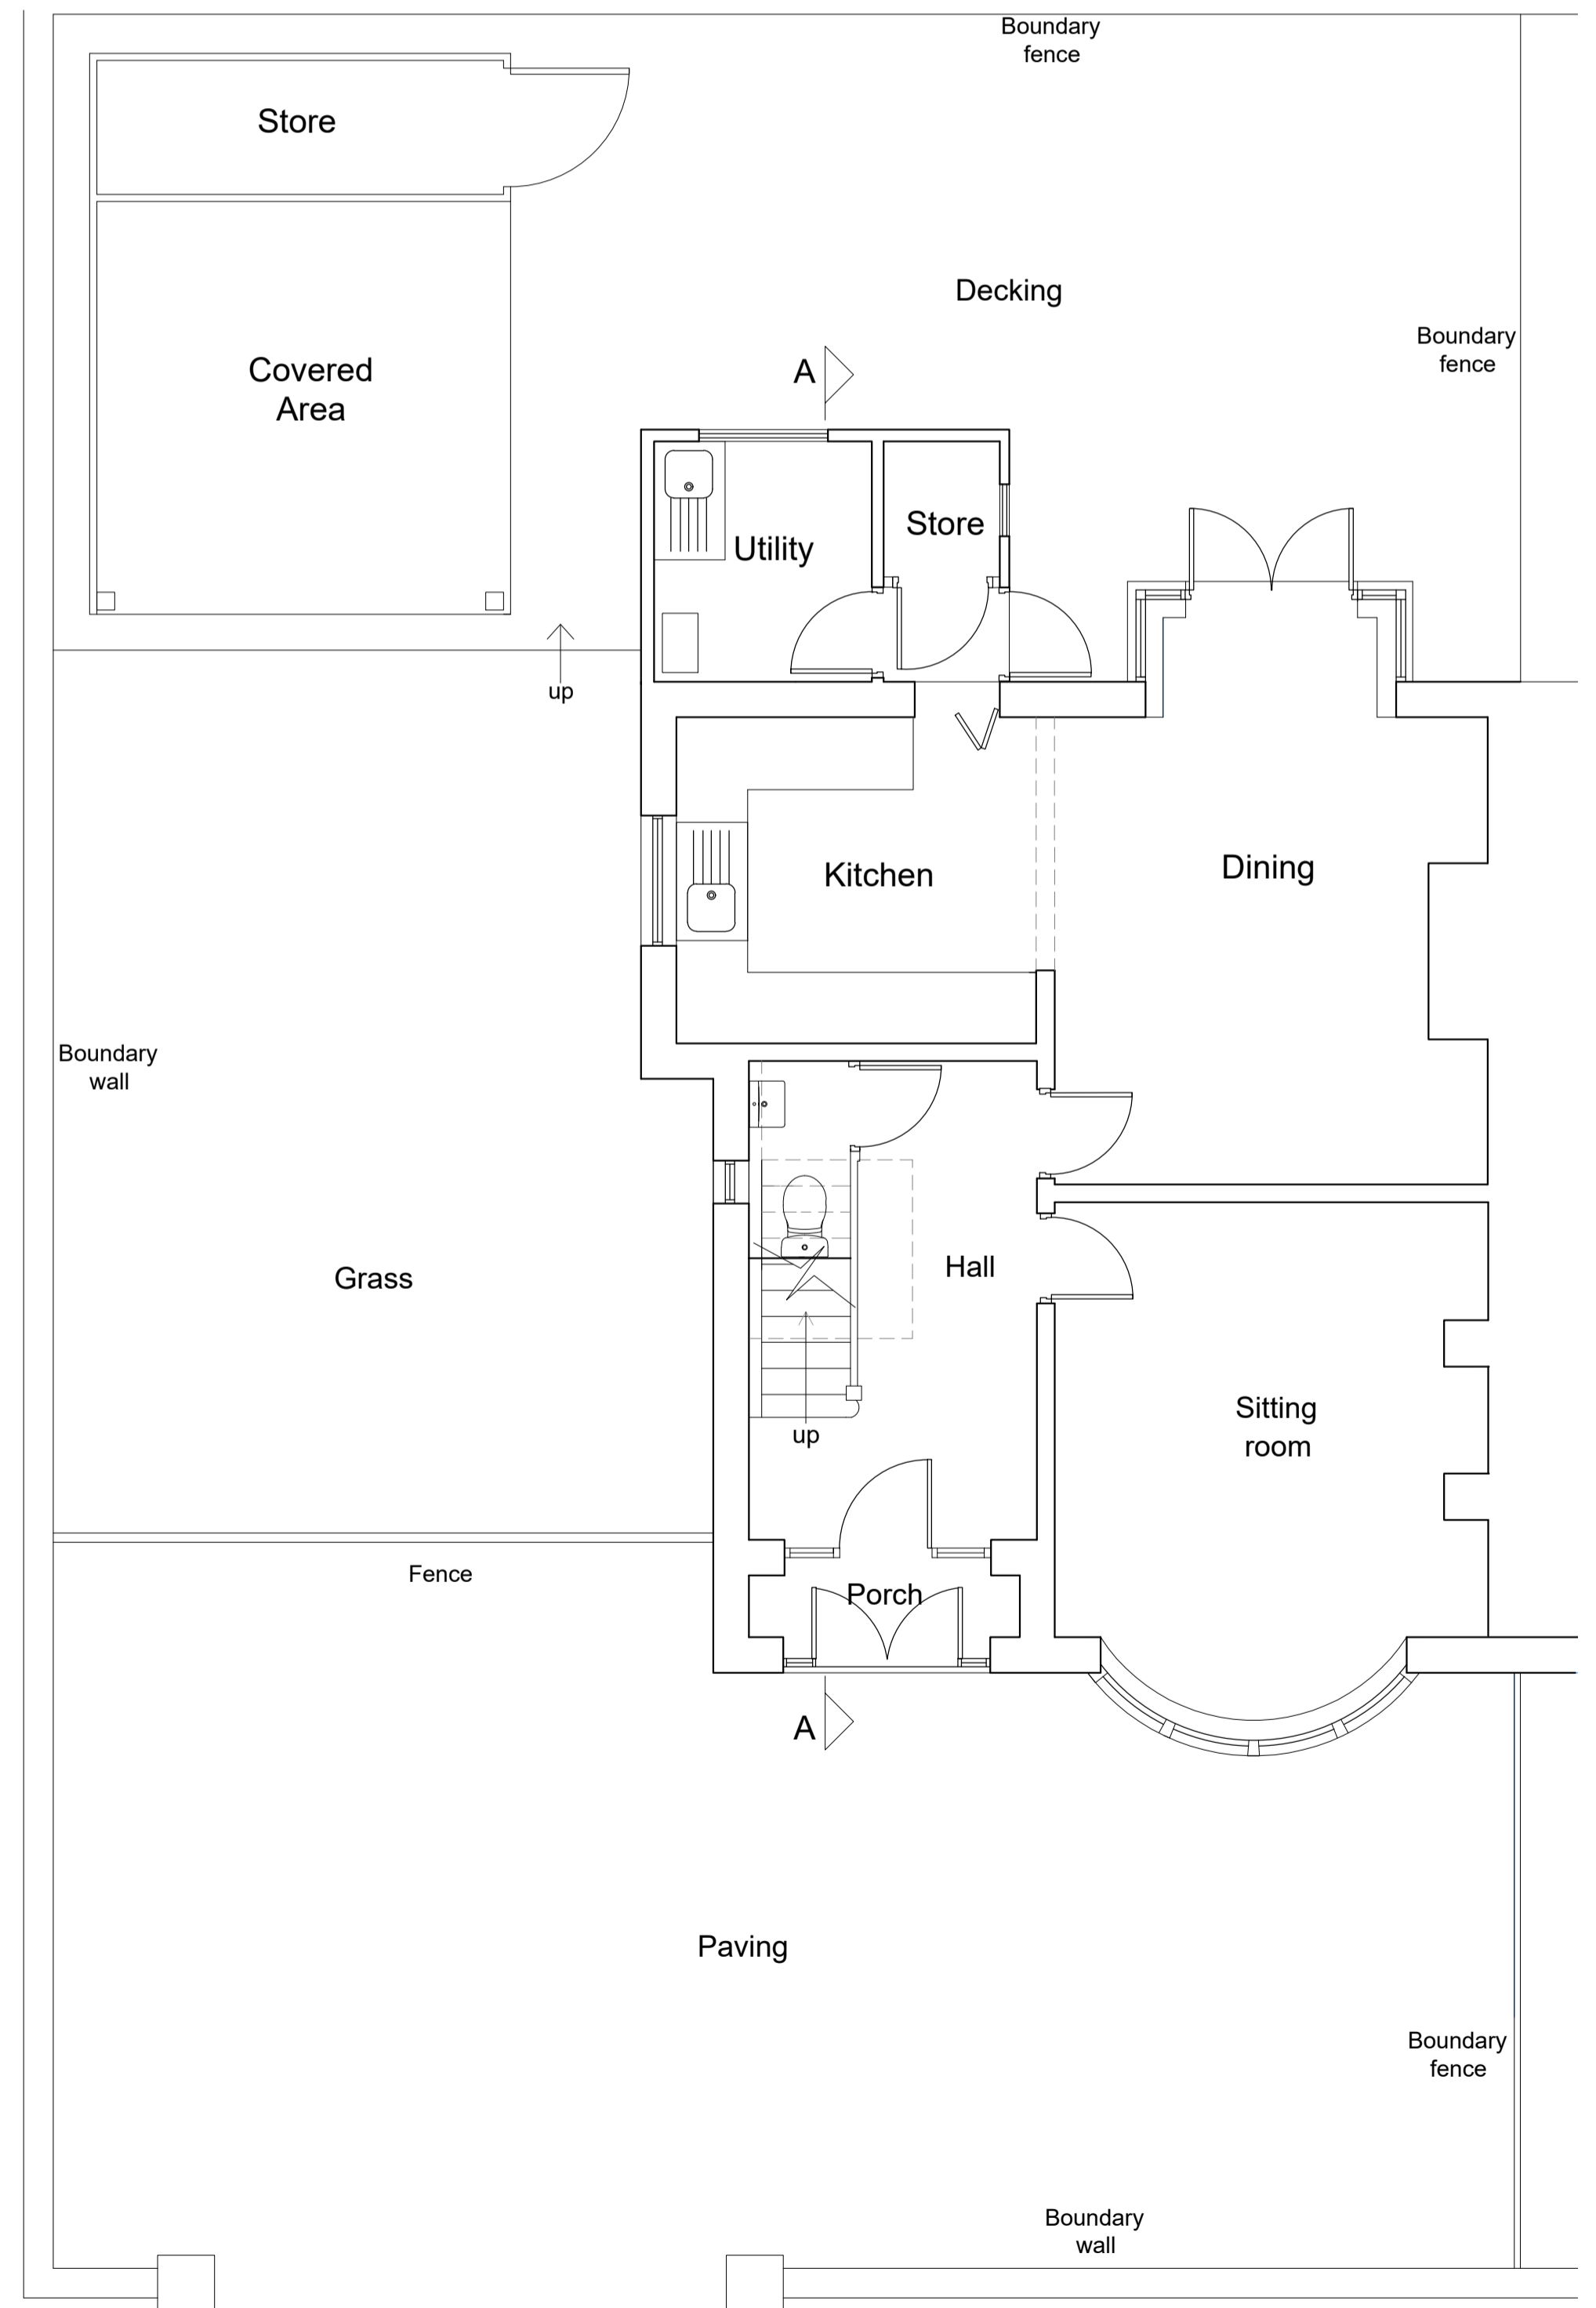 Boundary
fence
Store
Decking
Boundary
fence
Covered
Area
A
Store
Utility
up
Dining
Kitchen
Boundary
wall
Hall
Grass
Sitting
room
up
Fence
Porch
A
Paving
Boundary
fence
Boundary
wall